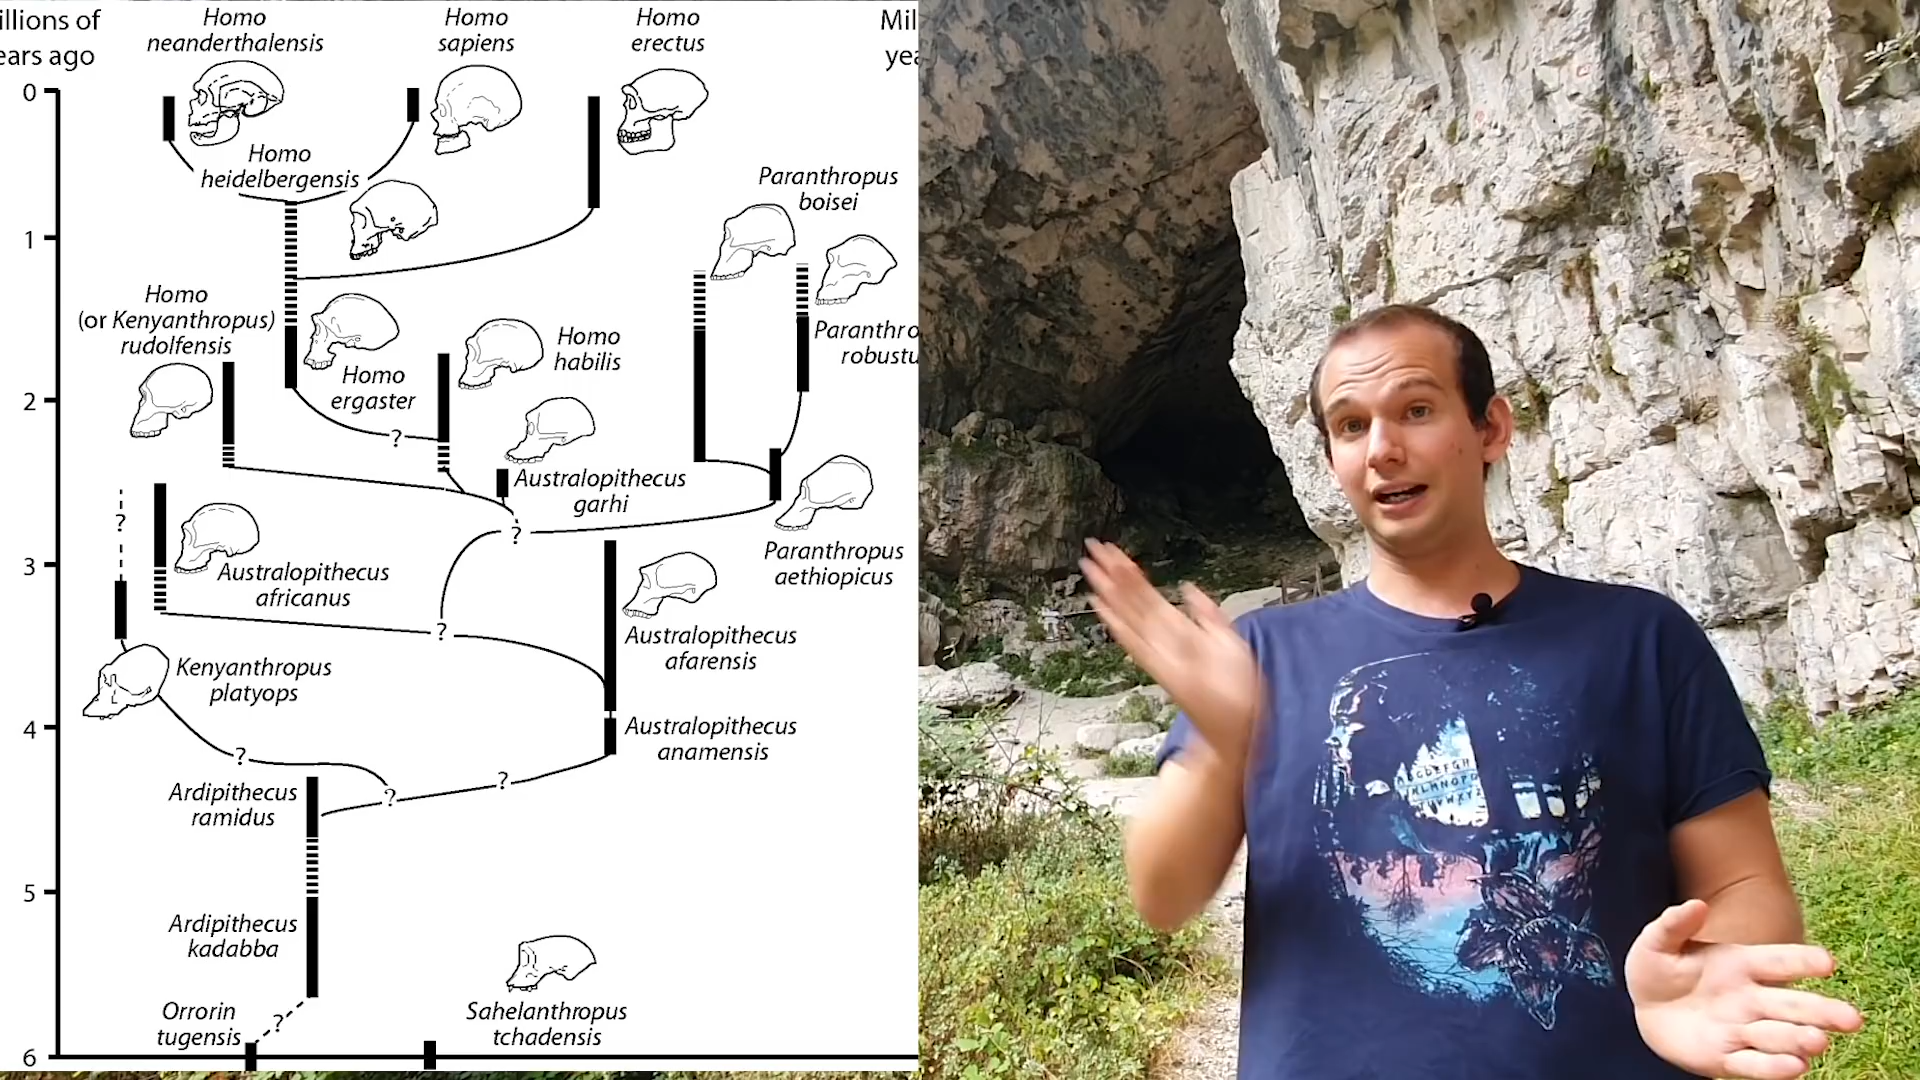 illions of
ears ago
Mil
yea
Homo
neanderthalensis
Homo
sapiens
Homo
erectus
0
Homo
heidelbergensis
Paranthropus
boisei
1
Homo
(or Kenyanthropus)
rudolfensis
Homo
ergaster
Homo
habilis
Paranthro
robustu
2
?
Australopithecus
garhi
?
?
Paranthropus
aethiopicus
3
Australopithecus
africanus
?
Australopithecus
afarensis
Kenyanthropus
platyops
4
Australopithecus
anamensis
?
?
?
Ardipithecus
ramidus
5
Ardipithecus
kadabba
Orrorin
tugensis
?
Sahelanthropus
tchadensis
6
ABCDEFGH